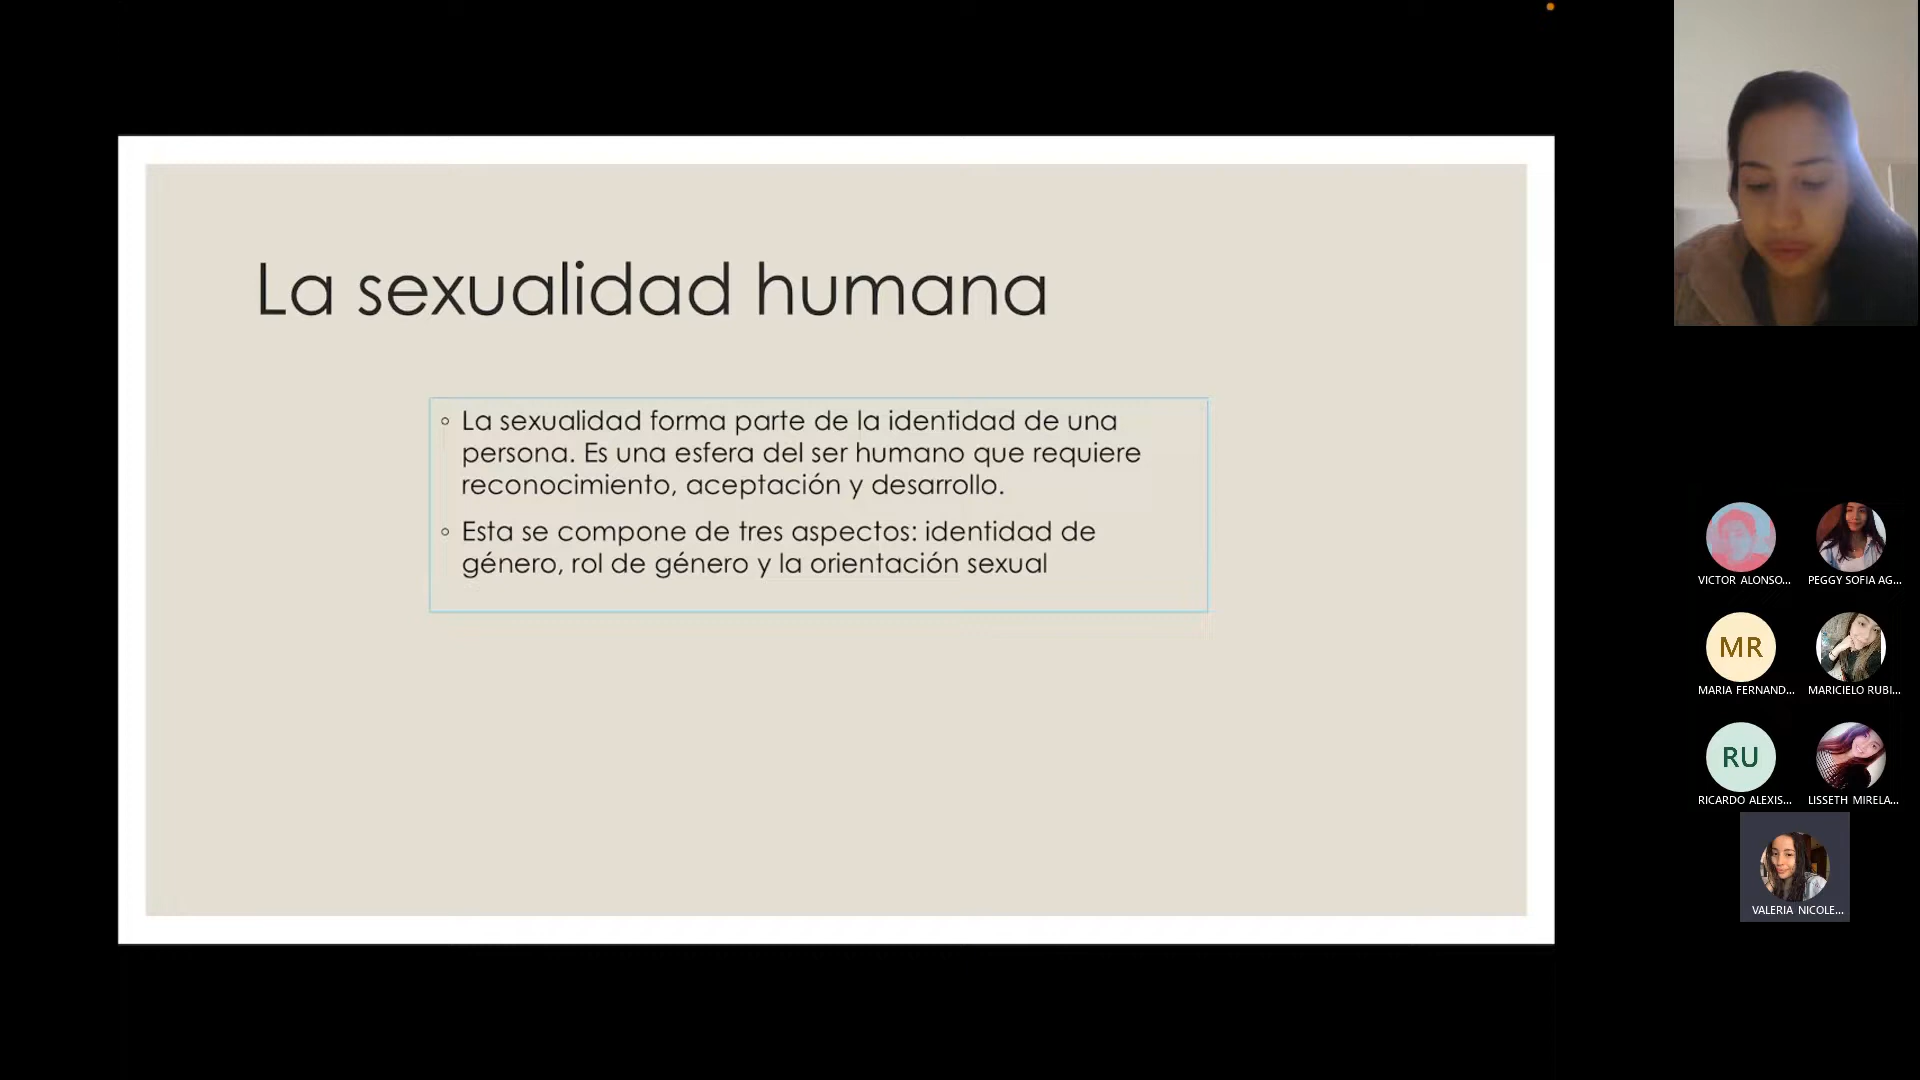 La sexualidad humana
◦ La sexualidad forma parte de la identidad de una
persona. Es una esfera del ser humano que requiere
reconocimiento, aceptación y desarrollo.
◦ Esta se compone de tres aspectos: identidad de
género, rol de género y la orientación sexual
VICTOR ALONSO...
PEGGY SOFIA AG...
MR
MARIA FERNAND...
MARICIELO RUBI...
RU
RICARDO ALEXIS...
LISSETH MIRELA...
VALERIA NICOLE...